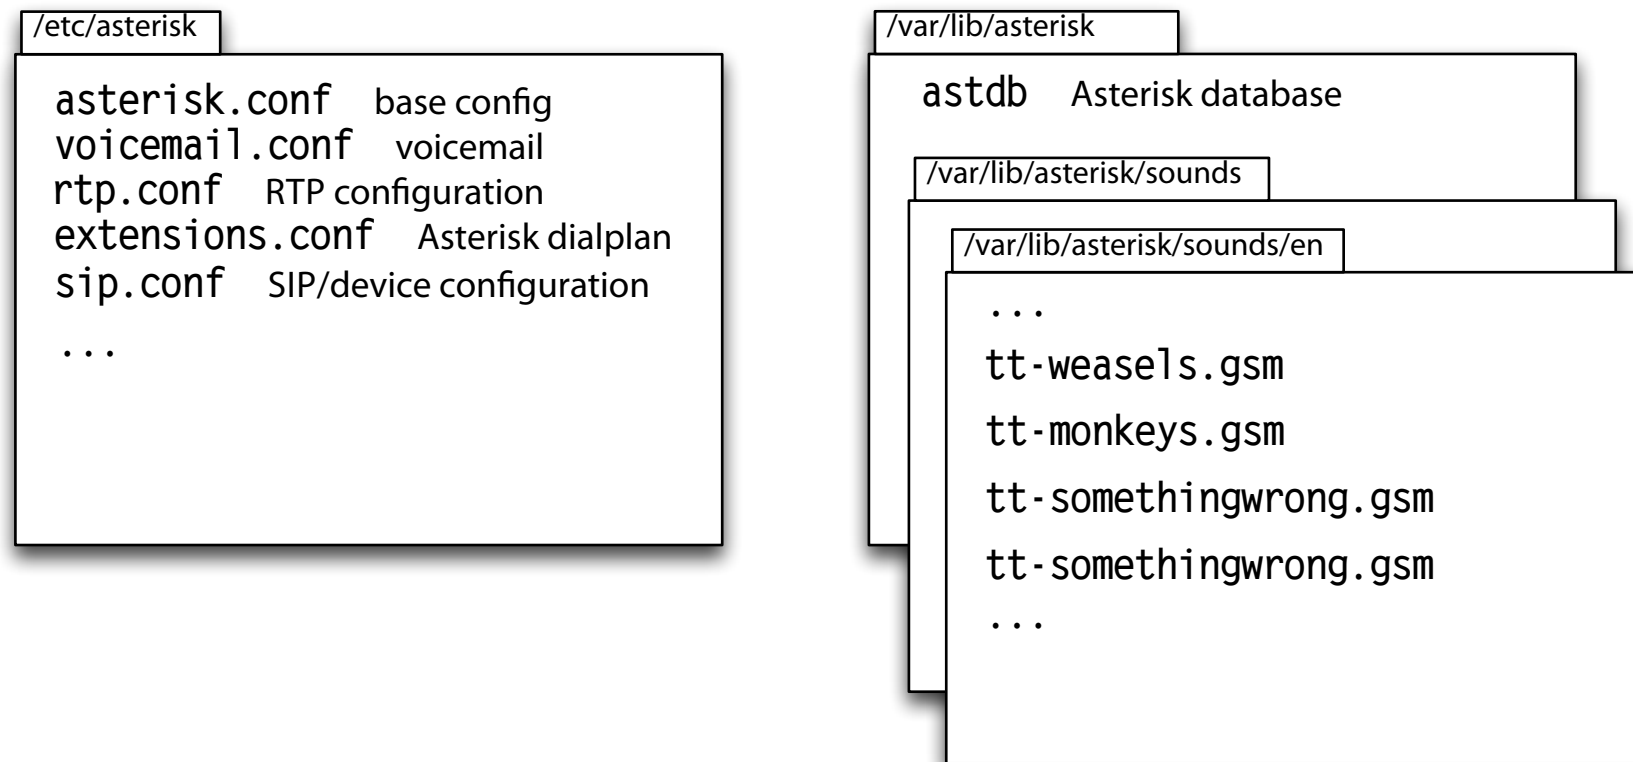 /etc/asterisk
asterisk.conf base config
voicemail.conf voicemail
rtp.conf RTP configuration
extensions.conf Asterisk dialplan
sip.conf SIP/device configuration
...
/var/lib/asterisk
astdb Asterisk database
/var/lib/asterisk/sounds
/var/lib/asterisk/sounds/en
...
tt-weasels.gsm
tt-monkeys.gsm
tt-somethingwrong.gsm
tt-somethingwrong.gsm
...